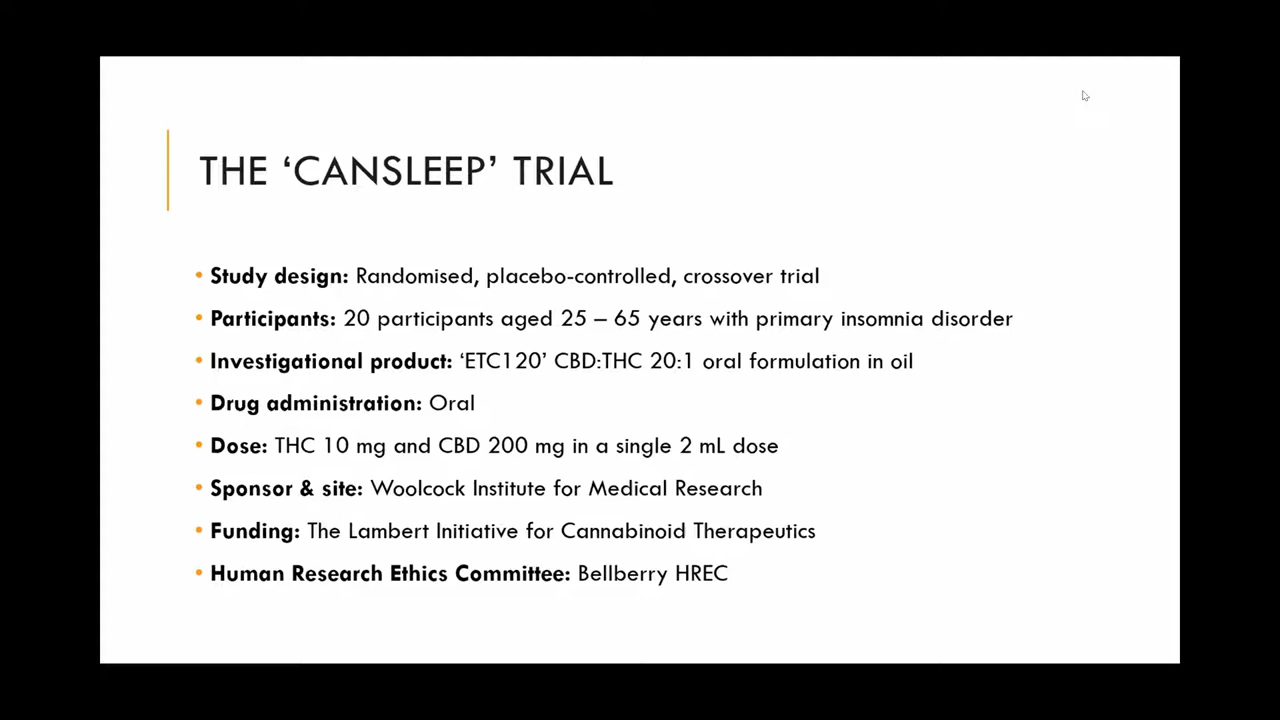 THE ‘CANSLEEP’ TRIAL
• Study design: Randomised, placebo-controlled, crossover trial
• Participants: 20 participants aged 25 – 65 years with primary insomnia disorder
• Investigational product: ‘ETC120’ CBD:THC 20:1 oral formulation in oil
• Drug administration: Oral
• Dose: THC 10 mg and CBD 200 mg in a single 2 mL dose
• Sponsor & site: Woolcock Institute for Medical Research
• Funding: The Lambert Initiative for Cannabinoid Therapeutics
• Human Research Ethics Committee: Bellberry HREC